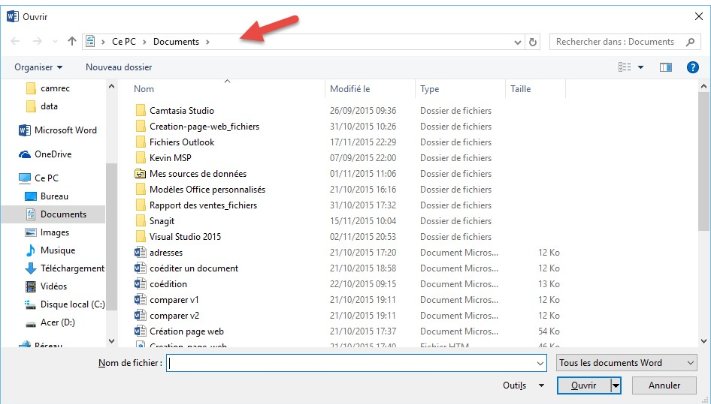 Ouvrir
Ce PC > Documents >
Rechercher dans : Documents
Organiser
Nouveau dossier
Nom Modifié le Type Taille
camrec
data
Microsoft Word
OneDrive
Ce PC
Bureau
Documents
Images
Musique
Téléchargement
Vidéos
Disque local (C:)
Acer (D:)
Réseau
Camtasia Studio 26/09/2015 09:36 Dossier de fichiers
Creation-page-web_fichiers 31/10/2015 10:26 Dossier de fichiers
Fichiers Outlook 17/11/2015 22:29 Dossier de fichiers
Kevin MSP 07/09/2015 22:00 Dossier de fichiers
Mes sources de données 01/11/2015 11:06 Dossier de fichiers
Modèles Office personnalisés 21/10/2015 16:16 Dossier de fichiers
Rapport des ventes_fichiers 31/10/2015 17:32 Dossier de fichiers
Snagit 15/11/2015 10:04 Dossier de fichiers
Visual Studio 2015 02/11/2015 20:53 Dossier de fichiers
adresses 21/10/2015 17:20 Document Micros... 12 Ko
coéditer un document 21/10/2015 18:58 Document Micros... 12 Ko
coédition 22/10/2015 09:15 Document Micros... 13 Ko
comparer v1 21/10/2015 19:11 Document Micros... 12 Ko
comparer v2 21/10/2015 19:11 Document Micros... 12 Ko
Création page web 21/10/2015 17:37 Document Micros... 54 Ko
Creation-page-web 21/10/2015 17:40 Fichier HTM 46 Ko
Nom de fichier :
Tous les documents Word
Outils
Ouvrir
Annuler